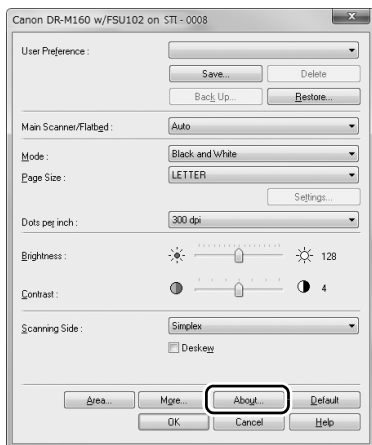 Canon DR-M160 w/FSU102 on STI - 0008
User Preference :
Save... Delete
Back Up... Restore...
Main Scanner/Flatbed : Auto
Mode : Black and White
Page Size : LETTER
Settings...
Dots per inch : 300 dpi
Brightness : 128
Contrast : 4
Scanning Side : Simplex
Deskew
Area... More... About... Default
OK Cancel Help